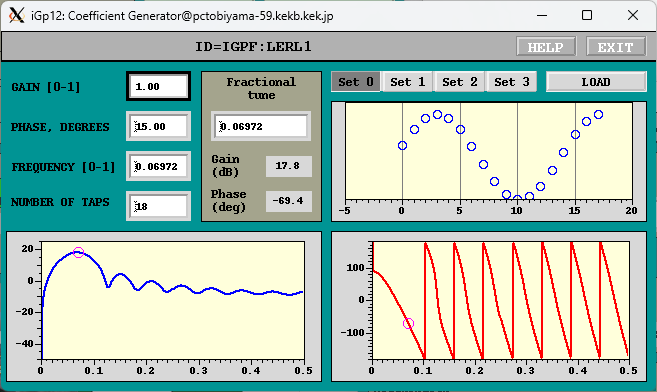 iGp12: Coefficient Generator@pctobiyama-59.kekb.kek.jp
ID=IGPF:LERL1
HELP
EXIT
GAIN [0-1]
1.00
PHASE, DEGREES
15.00
FREQUENCY [0-1]
0.06972
NUMBER OF TAPS
18
Fractional
tune
0.06972
Gain
(dB)
17.8
Phase
(deg)
-69.4
Set 0
Set 1
Set 2
Set 3
LOAD
-5 0 5 10 15 20
20
0
-20
-40
0 0.1 0.2 0.3 0.4 0.5
100
0
-100
0 0.1 0.2 0.3 0.4 0.5